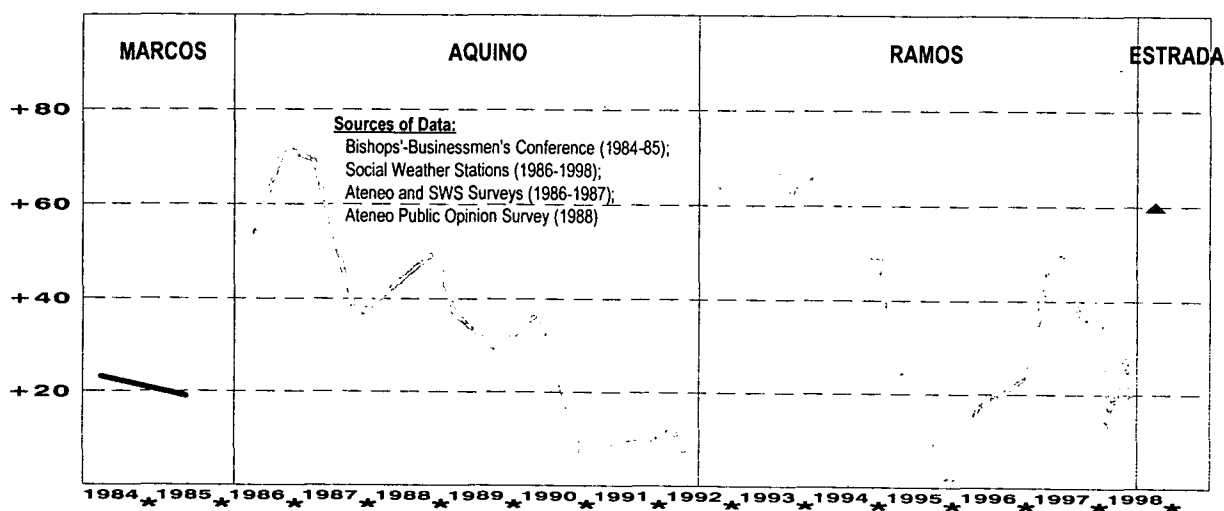 MARCOS AQUINO RAMOS ESTRADA
+80
Sources of Data:
Bishops'-Businessmen's Conference (1984-85);
Social Weather Stations (1986-1998);
+60 Ateneo and SWS Surveys (1986-1987);
Ateneo Public Opinion Survey (1988)
+40
+20
1984 * 1985 * 1986 * 1987 * 1988 * 1989 * 1990 * 1991 * 1992 * 1993 * 1994 * 1995 * 1996 * 1997 * 1998 *